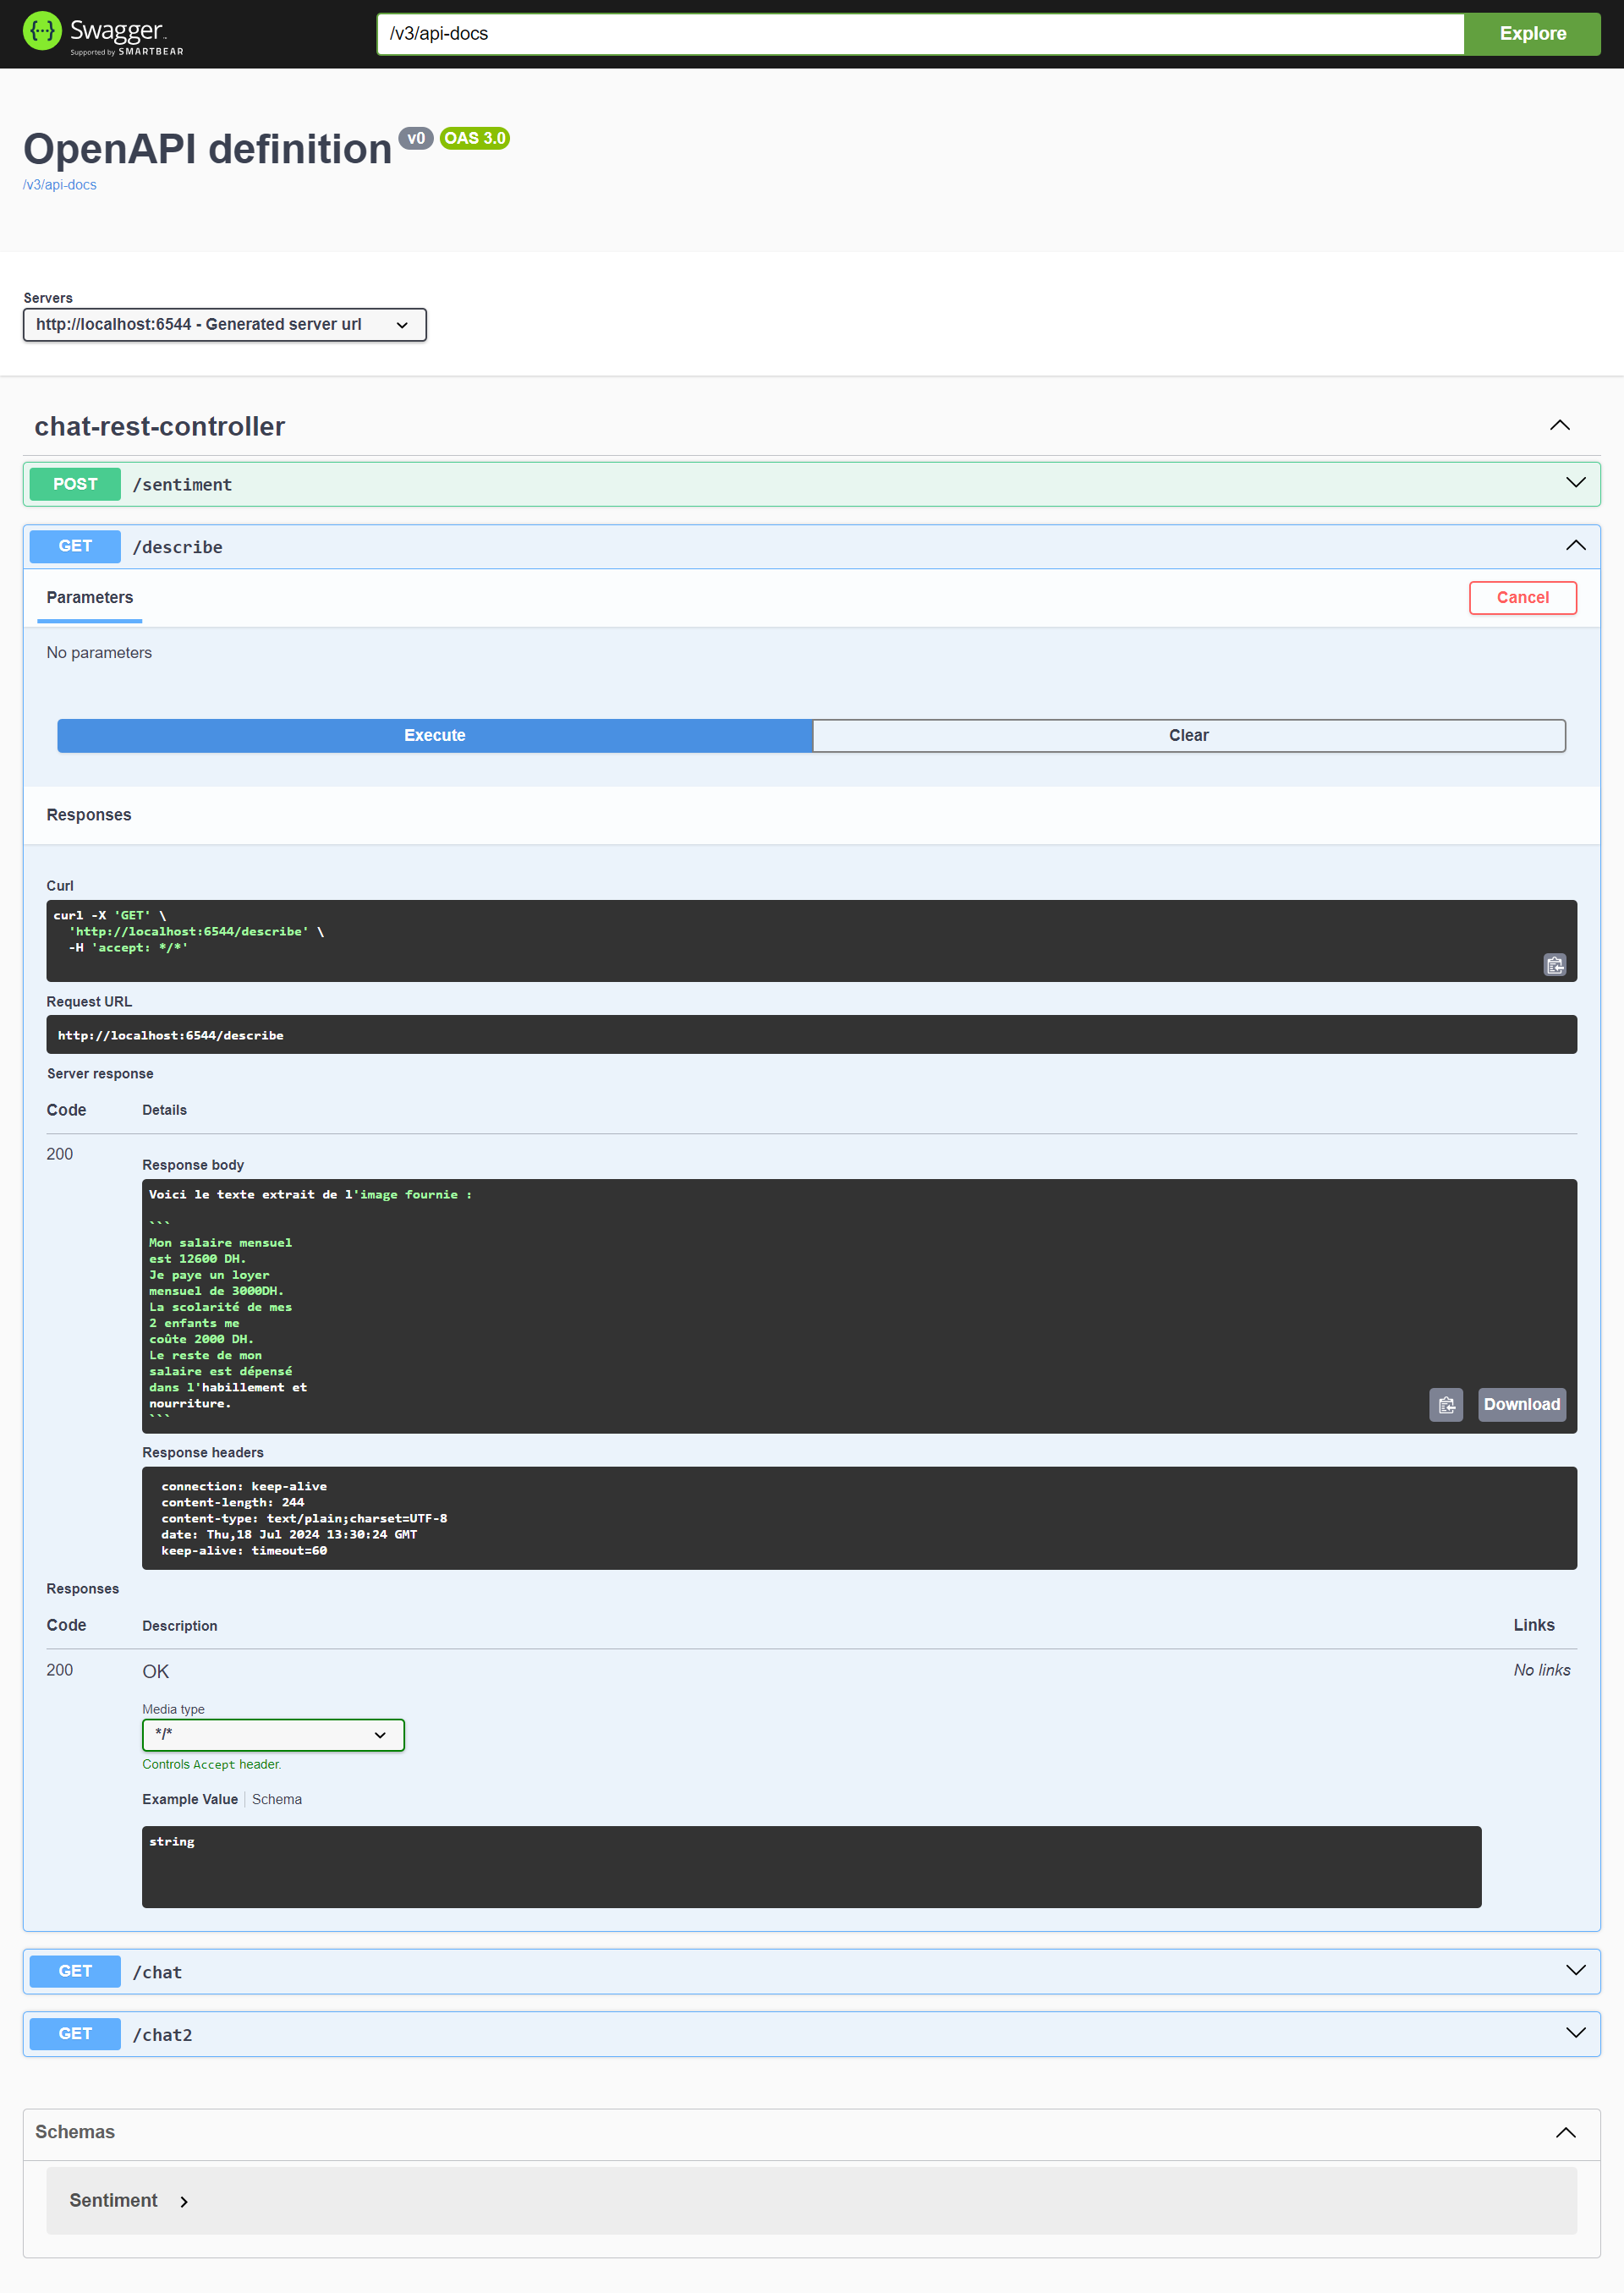 Swagger.
Supported by SMARTBEAR
/v3/api-docs
Explore
OpenAPI definition v0 OAS 3.0
/v3/api-docs
Servers
http://localhost:6544 - Generated server url
chat-rest-controller
POST /sentiment
GET /describe
Parameters
Cancel
No parameters
Execute
Clear
Responses
Curl
curl -X 'GET' \
'http://localhost:6544/describe' \
-H 'accept: */*'
Request URL
http://localhost:6544/describe
Server response
Code Details
200
Response body
Voici le texte extrait de l'image fournie :
```
Mon salaire mensuel
est 12600 DH.
Je paye un loyer
mensuel de 3000DH.
La scolarité de mes
2 enfants me
coûte 2000 DH.
Le reste de mon
salaire est dépensé
dans l'habillement et
nourriture.
```
Download
Response headers
connection: keep-alive
content-length: 244
content-type: text/plain;charset=UTF-8
date: Thu,18 Jul 2024 13:30:24 GMT
keep-alive: timeout=60
Responses
Code Description Links
200 OK No links
Media type
*/*
Controls Accept header.
Example Value Schema
string
GET /chat
GET /chat2
Schemas
Sentiment